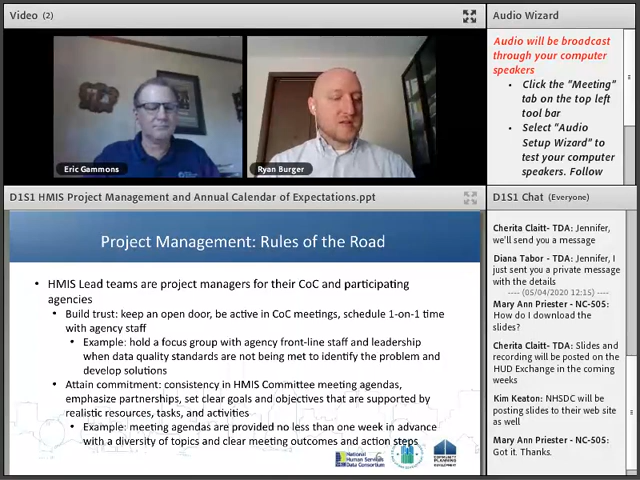 Video (2)
Eric Gammons
Ryan Burger
Audio Wizard
Audio will be broadcast
through your computer
speakers
• Click the "Meeting"
tab on the top left
tool bar
• Select "Audio
Setup Wizard" to
test your computer
speakers. Follow
D1S1 HMIS Project Management and Annual Calendar of Expectations.ppt
Project Management: Rules of the Road
• HMIS Lead teams are project managers for their CoC and participating
agencies
• Build trust: keep an open door, be active in CoC meetings, schedule 1-on-1 time
with agency staff
• Example: hold a focus group with agency front-line staff and leadership
when data quality standards are not being met to identify the problem and
develop solutions
• Attain commitment: consistency in HMIS Committee meeting agendas,
emphasize partnerships, set clear goals and objectives that are supported by
realistic resources, tasks, and activities
• Example: meeting agendas are provided no less than one week in advance
with a diversity of topics and clear meeting outcomes and action steps
National
Human Services
Data Consortium
COMMUNITY
PLANNING
DEVELOPMENT
D1S1 Chat (Everyone)
Cherita Claitt- TDA: Jennifer,
we'll send you a message
Diana Tabor - TDA: Jennifer, I
just sent you a private message
with the details
---- (05/04/2020 12:15) ----
Mary Ann Priester - NC-505:
How do I download the
slides?
Cherita Claitt- TDA: Slides and
recording will be posted on the
HUD Exchange in the coming
weeks
Kim Keaton: NHSDC will be
posting slides to their web site
as well
Mary Ann Priester - NC-505:
Got it. Thanks.